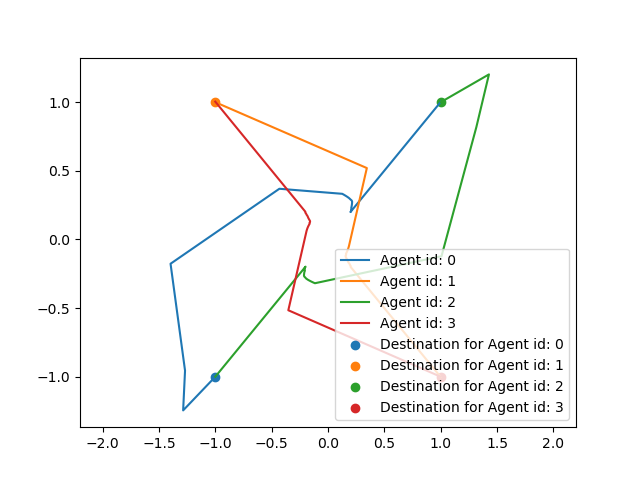 1.0
0.5
0.0
−0.5
−1.0
−2.0 −1.5 −1.0 −0.5 0.0 0.5 1.0 1.5 2.0
Agent id: 0
Agent id: 1
Agent id: 2
Agent id: 3
Destination for Agent id: 0
Destination for Agent id: 1
Destination for Agent id: 2
Destination for Agent id: 3